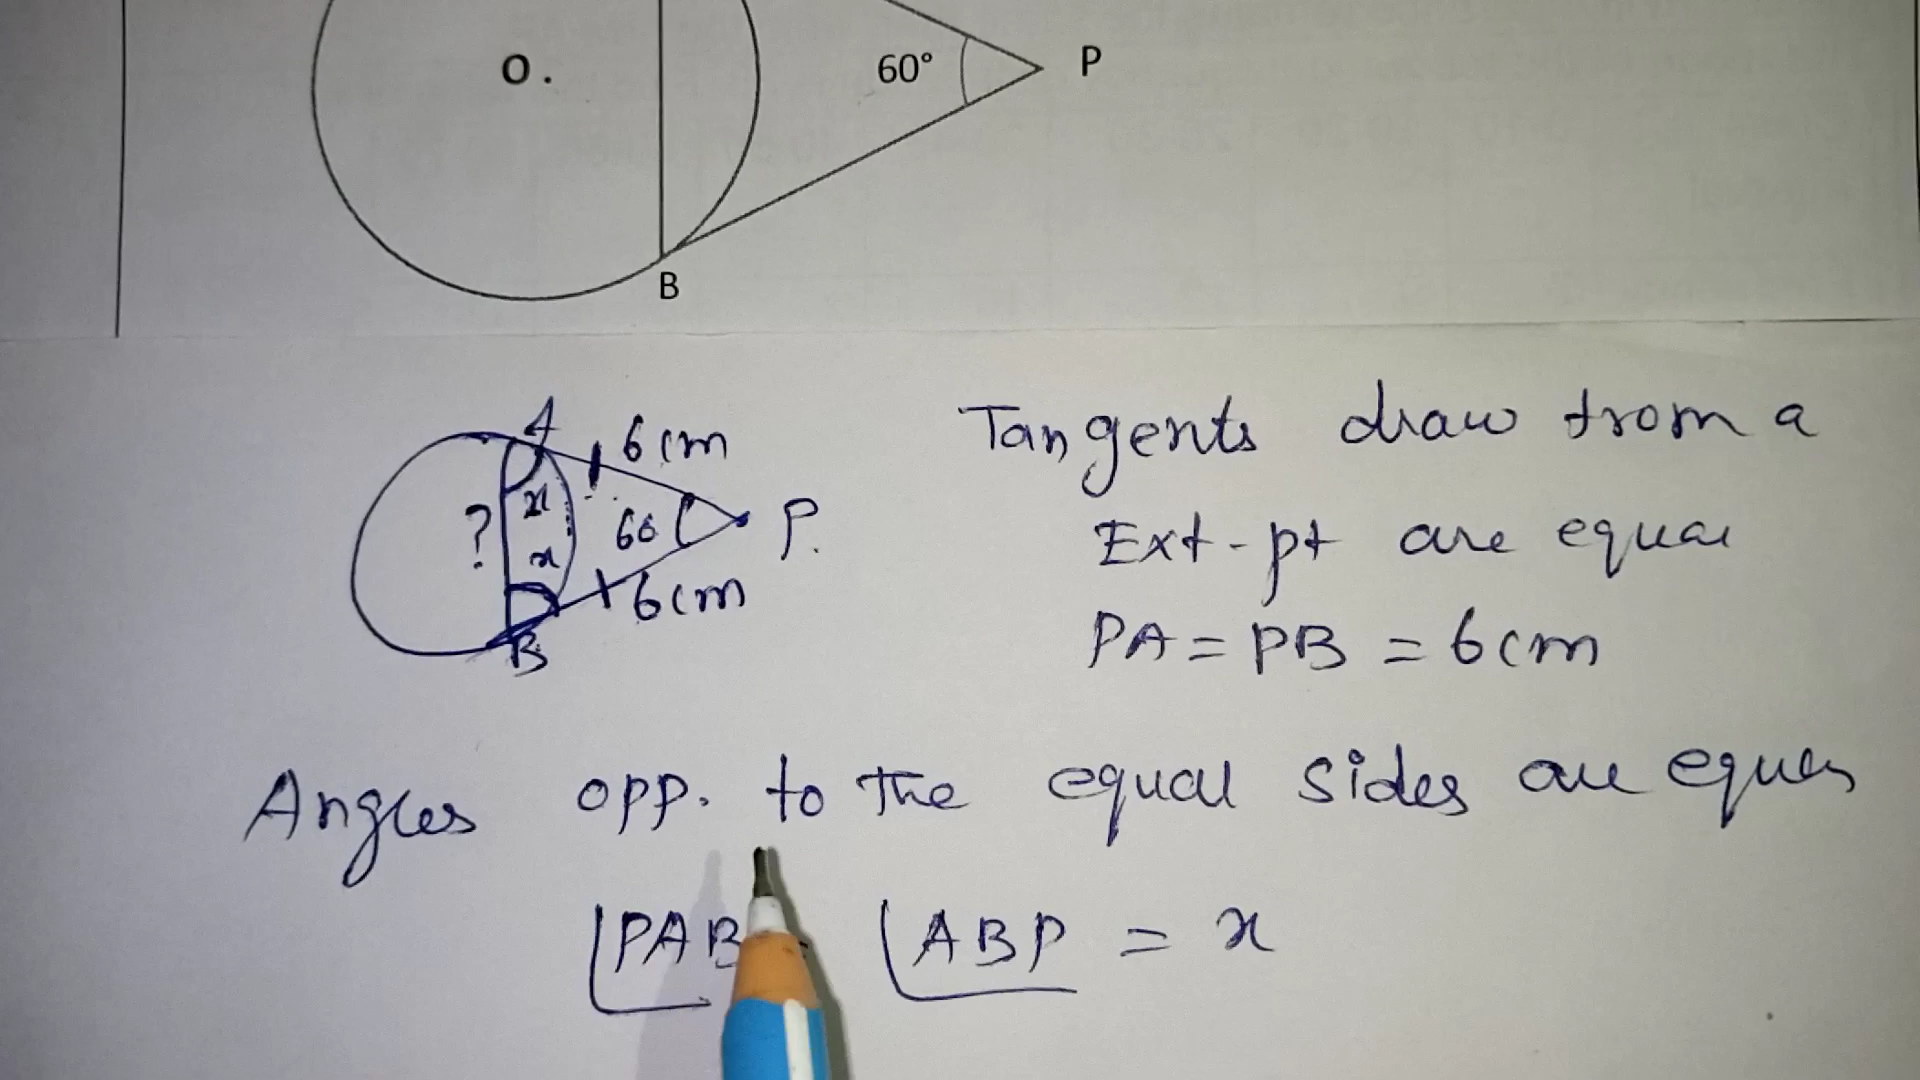 O .
60°
P
B
A
6cm
Tangents draw from a
?
x
60
P.
Ext-pt are equal
x
6cm
B
PA = PB = 6cm
Angles opp. to the equal sides are equal
∠PAB = ∠ABP = x